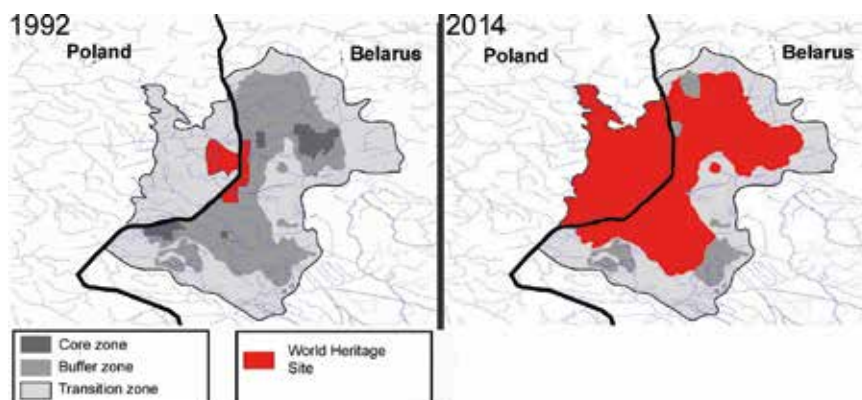 1992
Poland
Belarus
2014
Poland
Belarus
Core zone
Buffer zone
Transition zone
World Heritage
Site